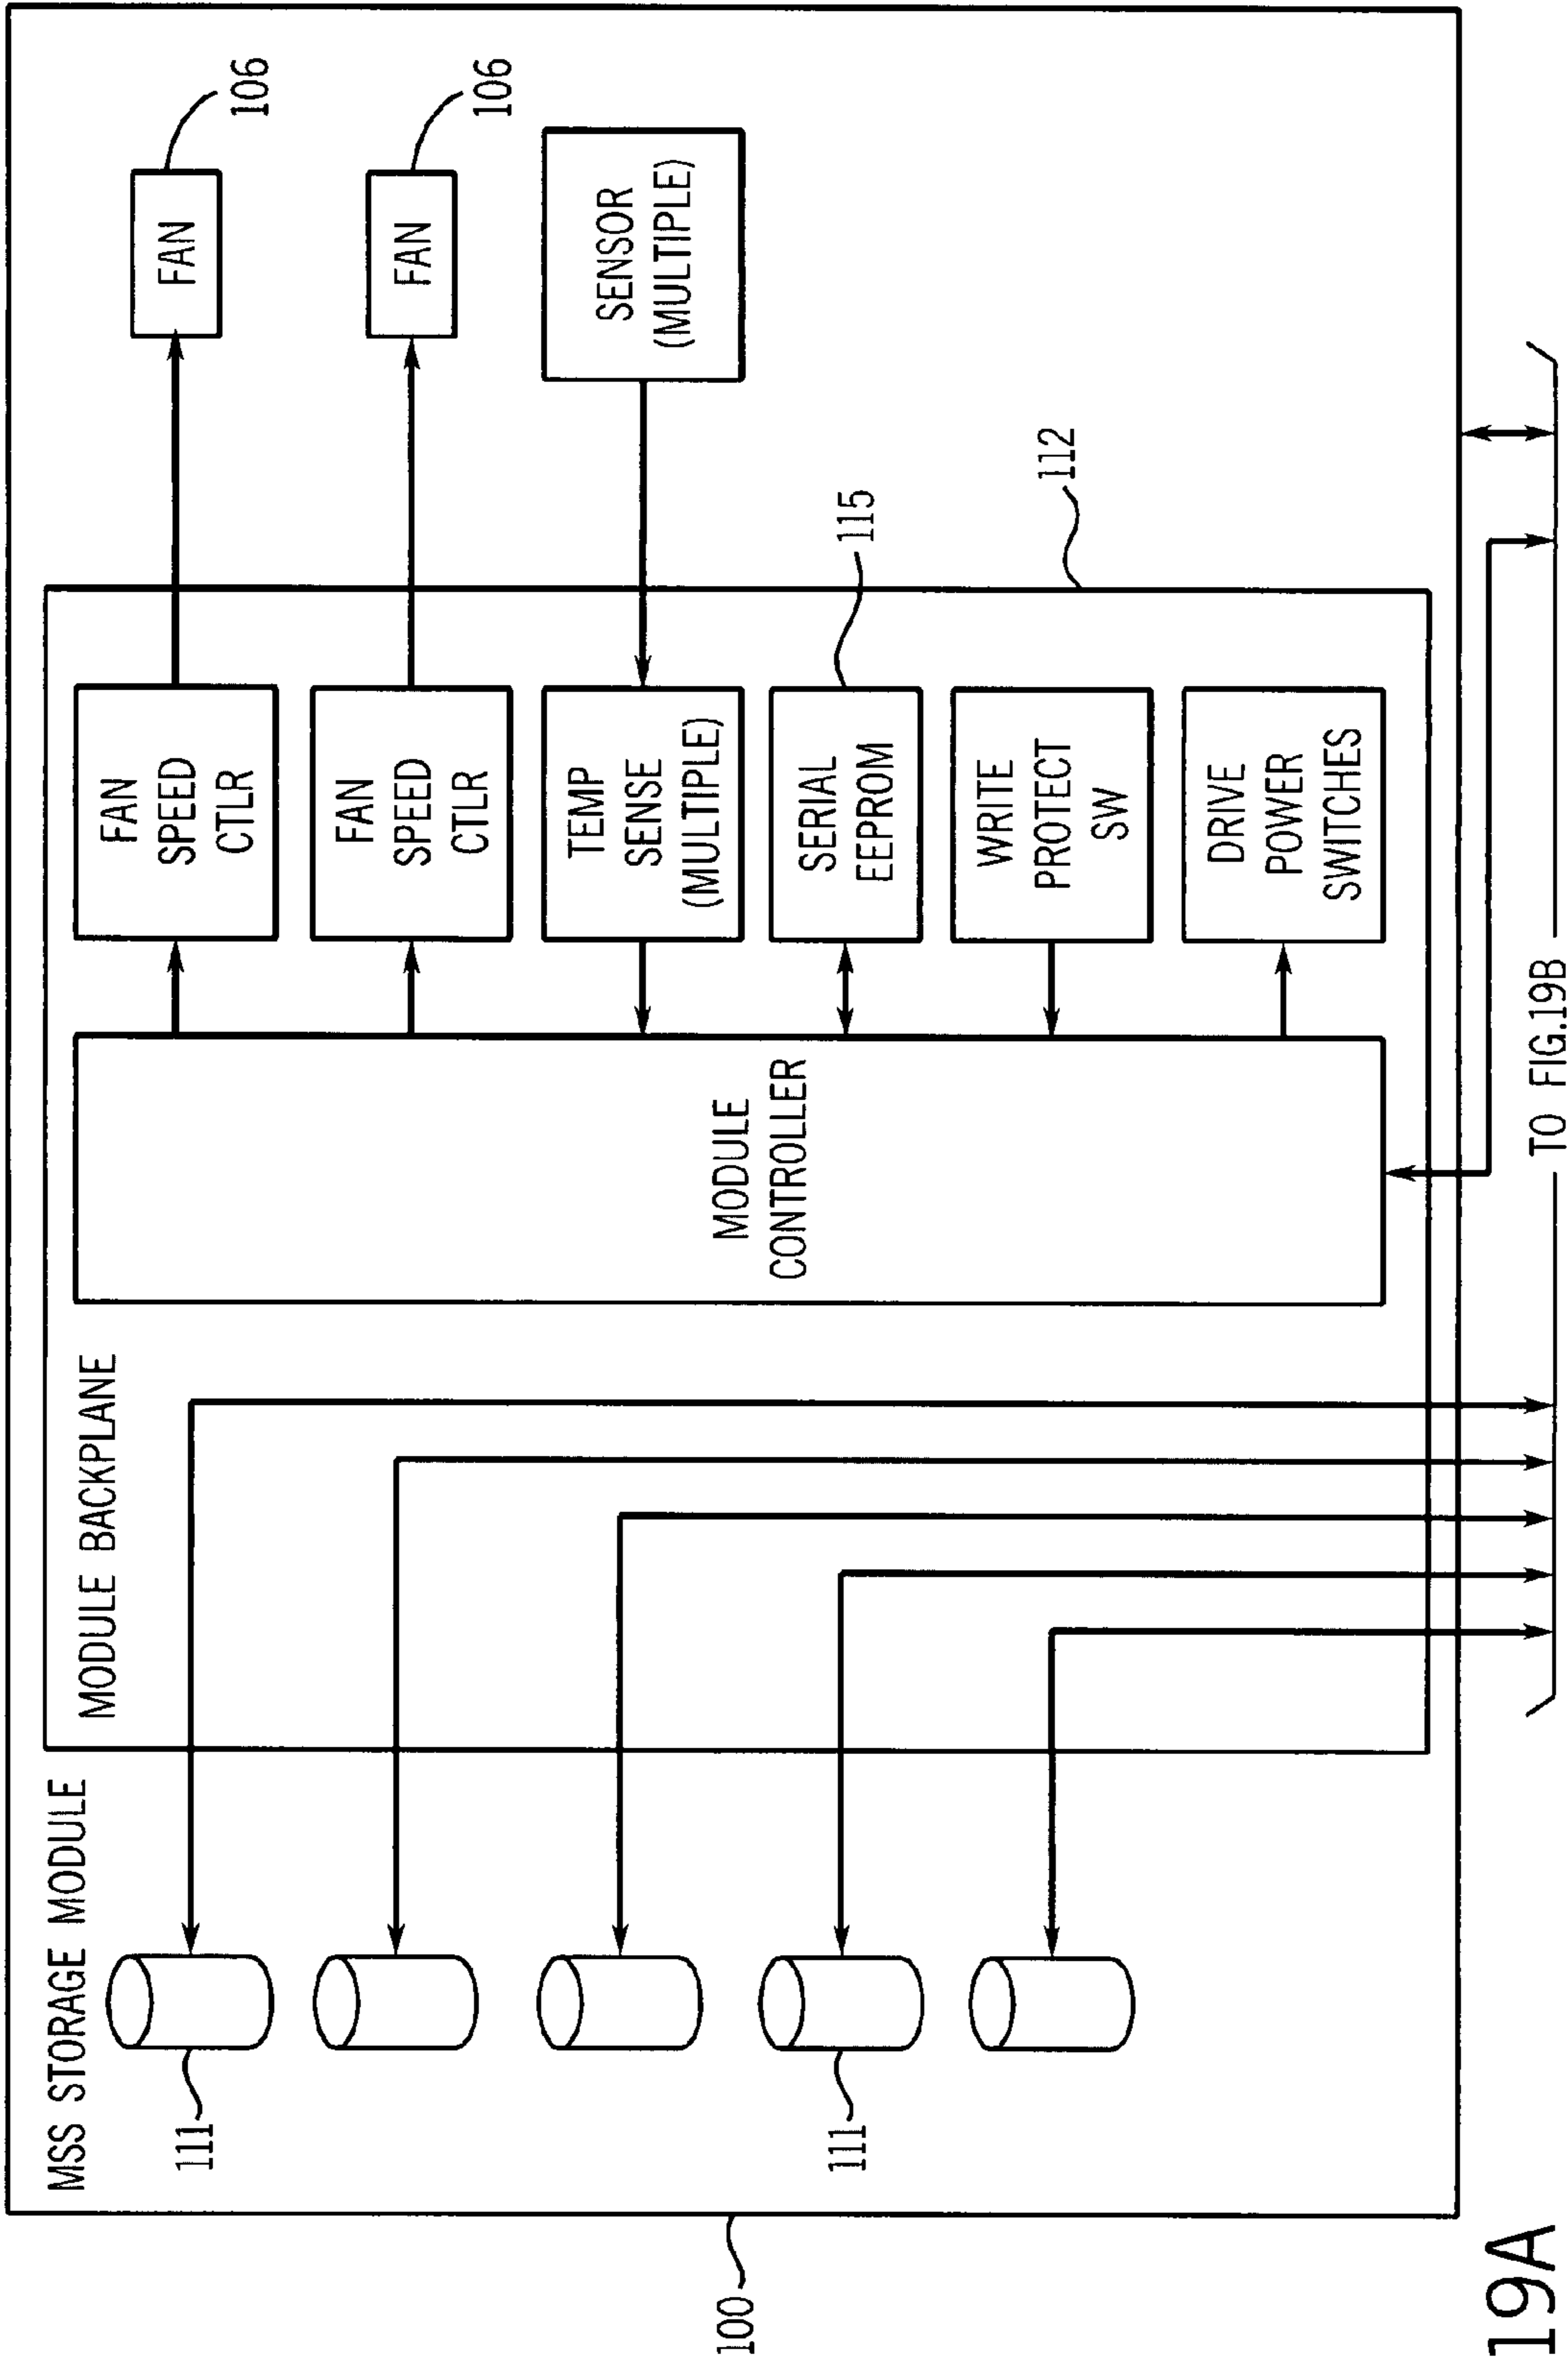 MSS STORAGE MODULE
MODULE BACKPLANE
MODULE
CONTROLLER
FAN
SPEED
CTLR
FAN
SPEED
CTLR
TEMP
SENSE
(MULTIPLE)
SERIAL
EEPROM
WRITE
PROTECT
SW
DRIVE
POWER
SWITCHES
FAN
106
FAN
106
SENSOR
(MULTIPLE)
115
112
111
111
100
TO FIG.19B
19A